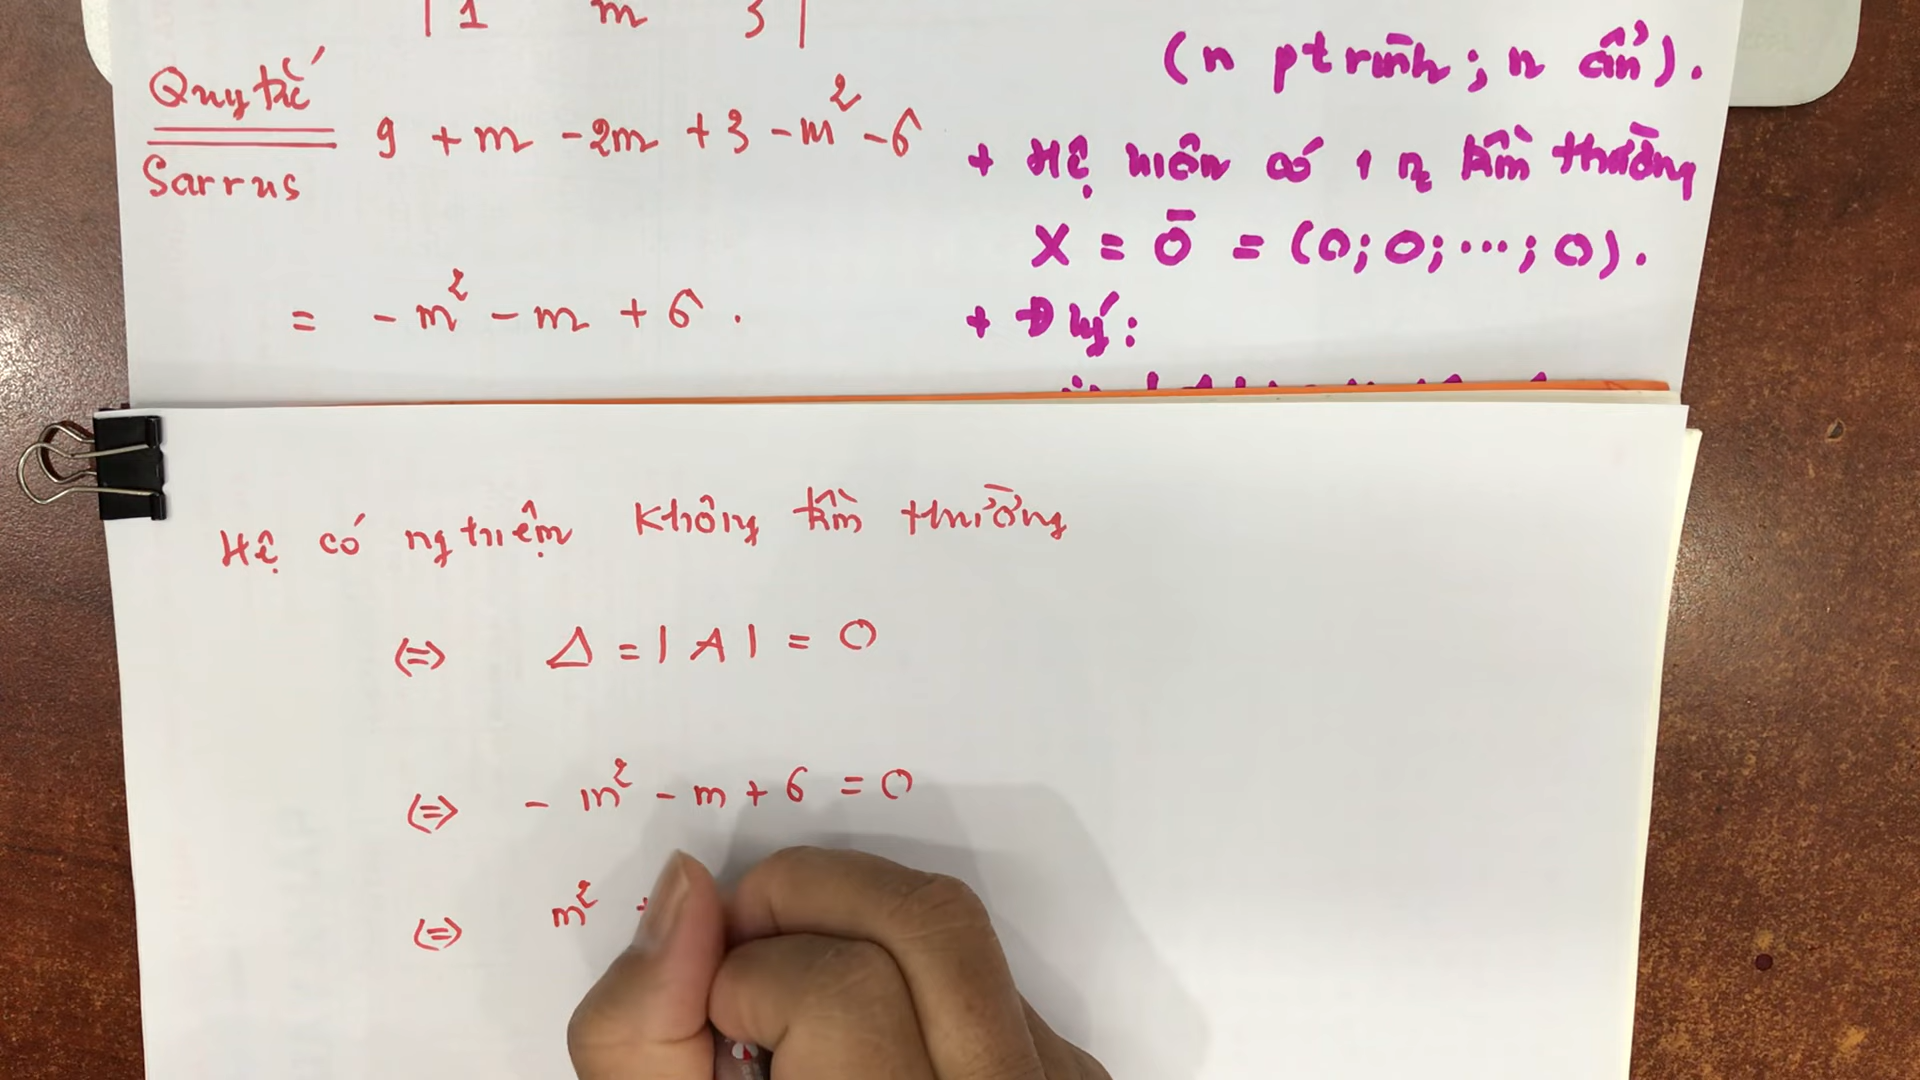 1 m 3
Quy tắc
Sarrus
9 + m - 2m + 3 - m² - 6
= - m² - m + 6 .
(n ptrình ; n ẩn) .
+ Hệ luôn có 1 n₀ tầm thường
X = Ō = (0; 0; ...; 0) .
+ Đ lý :
Hệ có nghiệm không tầm thường
<=> Δ = | A | = 0
<=> - m² - m + 6 = 0
<=> m² +